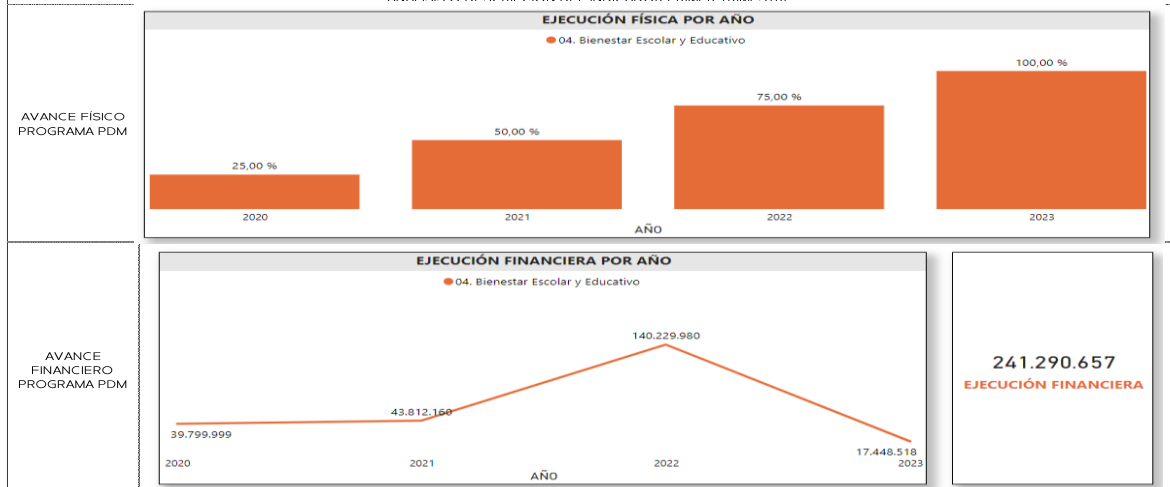 EJECUCIÓN FÍSICA POR AÑO
04. Bienestar Escolar y Educativo
AVANCE FÍSICO
PROGRAMA PDM
25,00 %
50,00 %
75,00 %
100,00 %
2020
2021
2022
2023
AÑO
EJECUCIÓN FINANCIERA POR AÑO
04. Bienestar Escolar y Educativo
AVANCE
FINANCIERO
PROGRAMA PDM
39.799.999
43.812.160
140.229.980
17.448.518
2020
2021
2022
2023
AÑO
241.290.657
EJECUCIÓN FINANCIERA